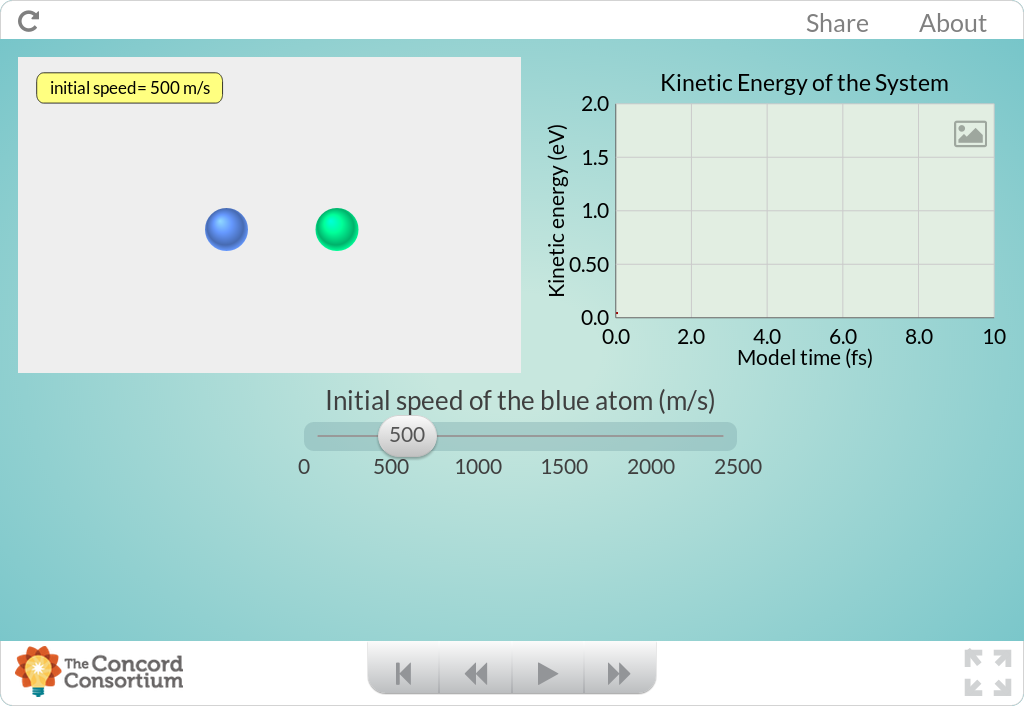 Share About
initial speed= 500 m/s
Kinetic Energy of the System
Kinetic energy (eV)
2.0
1.5
1.0
0.50
0.0
0.0 2.0 4.0 6.0 8.0 10
Model time (fs)
Initial speed of the blue atom (m/s)
500
0 500 1000 1500 2000 2500
The Concord
Consortium